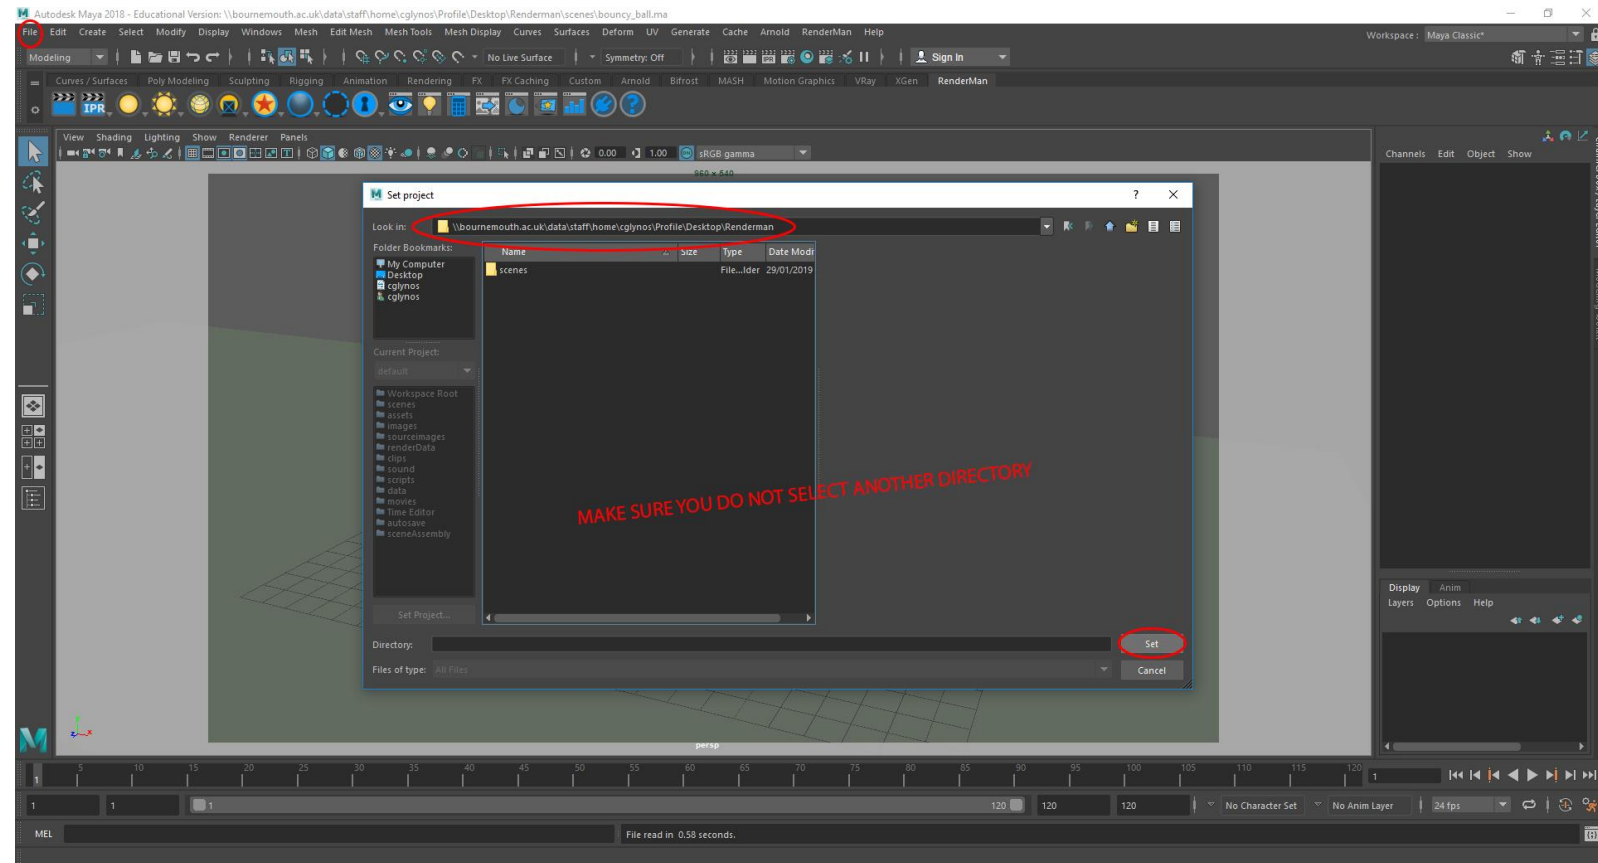 Autodesk Maya 2018 - Educational Version: \\bournemouth.ac.uk\data\staff\home\cglynos\Profile\Desktop\Renderman\scenes\bouncy_ball.ma
File Edit Create Select Modify Display Windows Mesh Edit Mesh Mesh Tools Mesh Display Curves Surfaces Deform UV Generate Cache Arnold RenderMan Help
Workspace: Maya Classic*
Modeling No Live Surface Symmetry: Off Sign In
Curves / Surfaces Poly Modeling Sculpting Rigging Animation Rendering FX FX Caching Custom Arnold Bifrost MASH Motion Graphics VRay XGen RenderMan
IPR
View Shading Lighting Show Renderer Panels
0.00 1.00 sRGB gamma
Channels Edit Object Show
960 x 540
Set project
Look in: \\bournemouth.ac.uk\data\staff\home\cglynos\Profile\Desktop\Renderman
Folder Bookmarks:
My Computer
Desktop
cglynos
cglynos
Name Size Type Date Modi
scenes File...lder 29/01/2019
Current Project:
default
Workspace Root
scenes
assets
images
sourceimages
renderData
clips
sound
scripts
data
movies
Time Editor
autosave
sceneAssembly
MAKE SURE YOU DO NOT SELECT ANOTHER DIRECTORY
Set Project...
Directory:
Set
Files of type: All Files
Cancel
Display Anim
Layers Options Help
persp
5 10 15 20 25 30 35 40 45 50 55 60 65 70 75 80 85 90 95 100 105 110 115 120
1 1
1 1 1 120 120 120 No Character Set No Anim Layer 24 fps
MEL File read in 0.58 seconds.